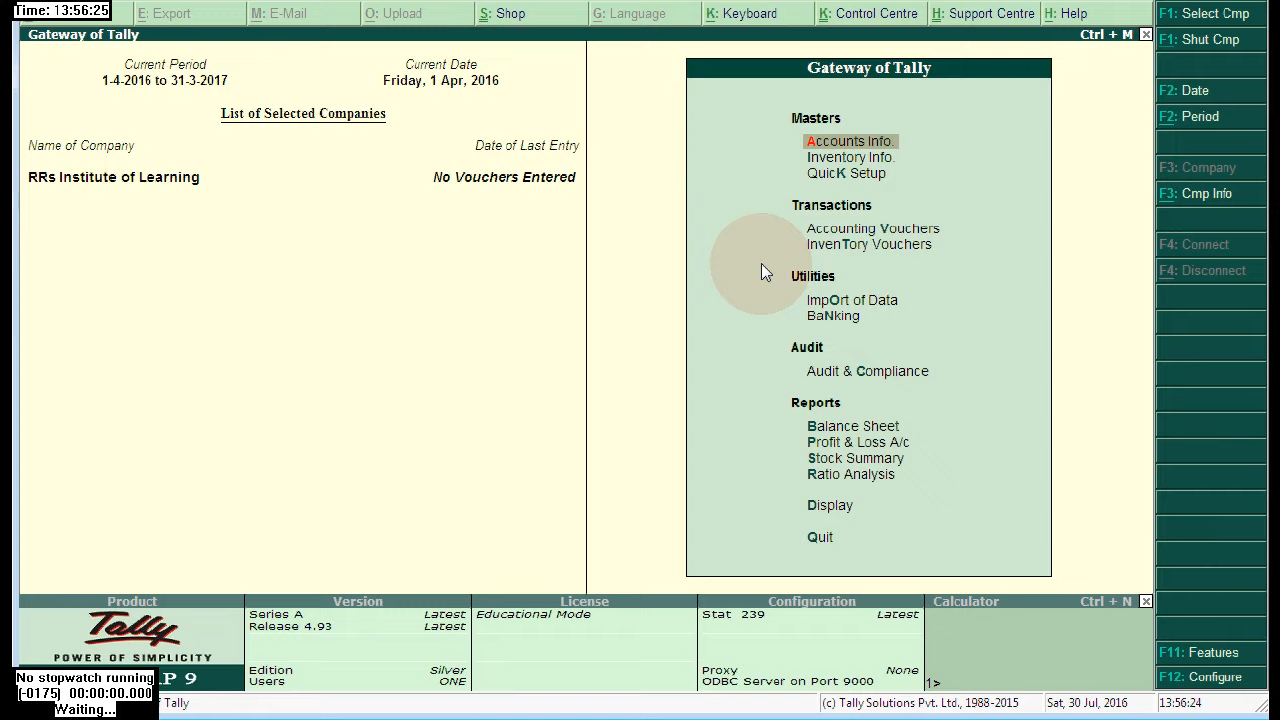 Time: 13:56:25
E: Export
M: E-Mail
O: Upload
S: Shop
G: Language
K: Keyboard
K: Control Centre
H: Support Centre
H: Help
Gateway of Tally
Ctrl + M
Current Period
1-4-2016 to 31-3-2017
Current Date
Friday, 1 Apr, 2016
List of Selected Companies
Name of Company
Date of Last Entry
RRs Institute of Learning
No Vouchers Entered
Gateway of Tally
Masters
Accounts Info.
Inventory Info.
QuicK Setup
Transactions
Accounting Vouchers
InvenTory Vouchers
Utilities
ImpOrt of Data
BaNking
Audit
Audit & Compliance
Reports
Balance Sheet
Profit & Loss A/c
Stock Summary
Ratio Analysis
Display
Quit
F1: Select Cmp
F1: Shut Cmp
F2: Date
F2: Period
F3: Company
F3: Cmp Info
F4: Connect
F4: Disconnect
F11: Features
F12: Configure
Product
Tally
POWER OF SIMPLICITY
P 9
Version
Series A Latest
Release 4.93 Latest
Edition Silver
Users ONE
License
Educational Mode
Configuration
Stat 239 Latest
Proxy None
ODBC Server on Port 9000
Calculator
Ctrl + N
1>
No stopwatch running
[-0175] 00:00:00.000
Waiting...
f Tally
(c) Tally Solutions Pvt. Ltd., 1988-2015
Sat, 30 Jul, 2016
13:56:24